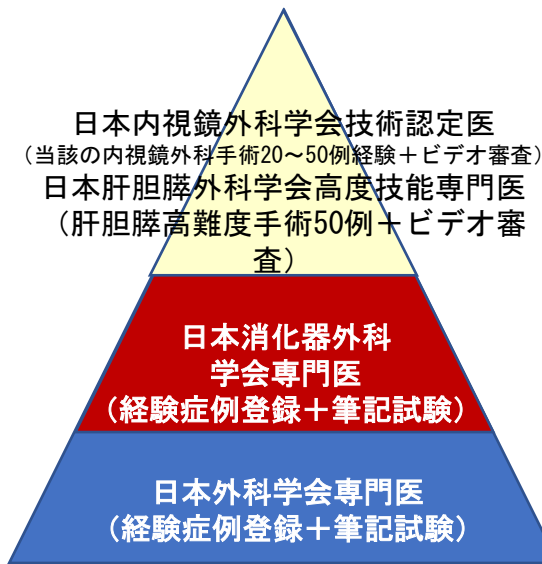 日本内視鏡外科学会技術認定医
（当該の内視鏡外科手術20～50例経験＋ビデオ審査）
日本肝胆膵外科学会高度技能専門医
（肝胆膵高難度手術50例＋ビデオ審
査）
日本消化器外科
学会専門医
（経験症例登録＋筆記試験）
日本外科学会専門医
（経験症例登録＋筆記試験）